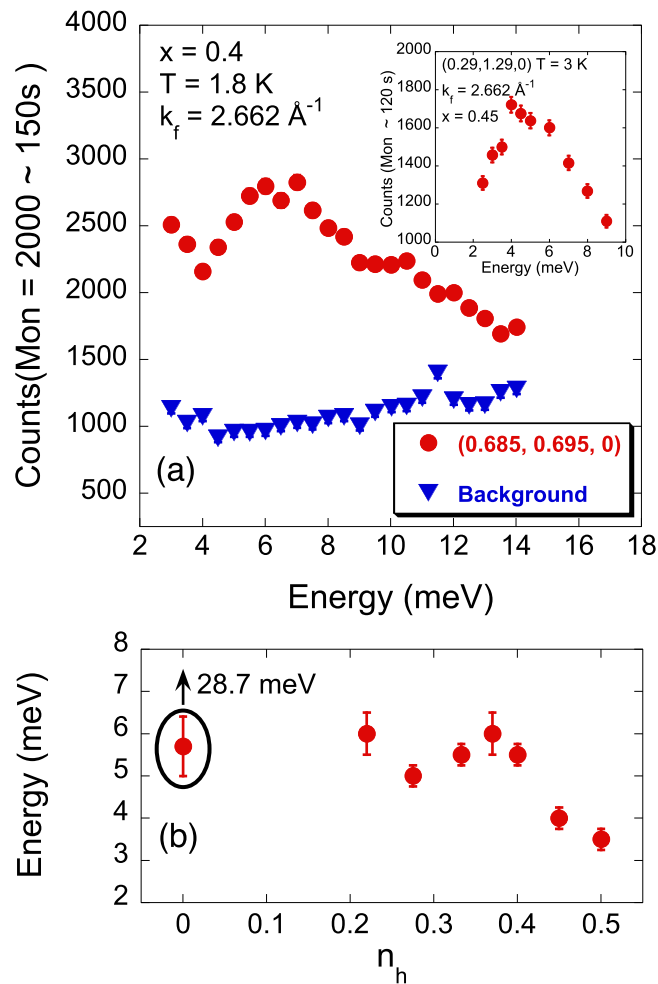 4000
3500
3000
2500
2000
1500
1000
500
Counts(Mon = 2000 ~ 150s)
x = 0.4
T = 1.8 K
k_f = 2.662 Å⁻¹
2000
1800
1600
1400
1200
1000
Counts (Mon ~ 120 s)
(0.29,1.29,0) T = 3 K
k_f = 2.662 Å⁻¹
x = 0.45
0 2 4 6 8 10
Energy (meV)
(a)
(0.685, 0.695, 0)
Background
2 4 6 8 10 12 14 16 18
Energy (meV)
8
7
6
5
4
3
2
Energy (meV)
28.7 meV
(b)
0 0.1 0.2 0.3 0.4 0.5
n_h